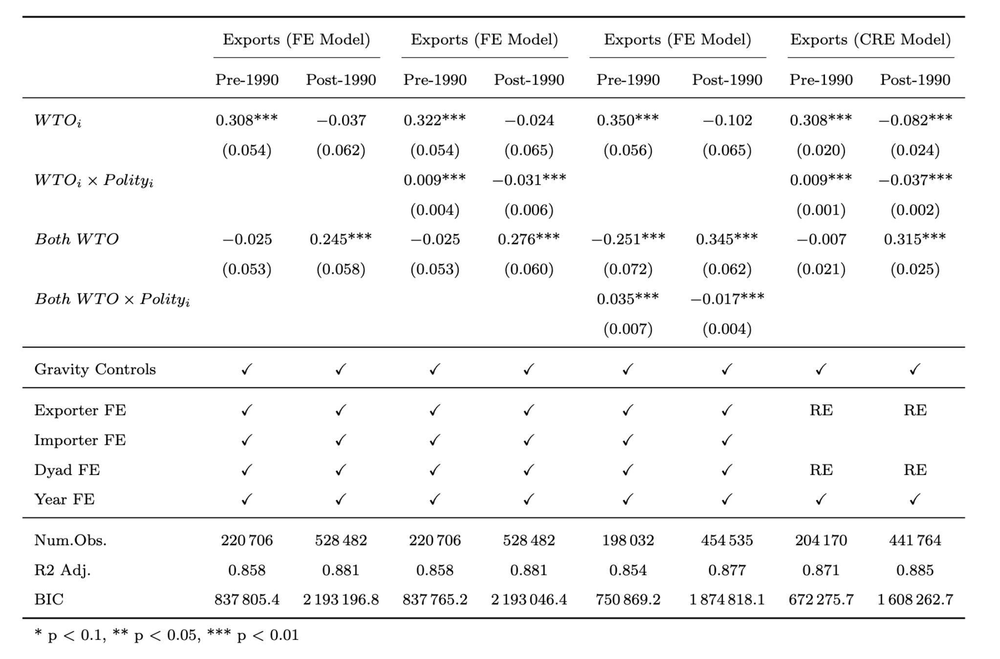 Exports (FE Model) Exports (FE Model) Exports (FE Model) Exports (CRE Model)
Pre-1990 Post-1990 Pre-1990 Post-1990 Pre-1990 Post-1990 Pre-1990 Post-1990
WTOᵢ 0.308*** −0.037 0.322*** −0.024 0.350*** −0.102 0.308*** −0.082***
(0.054) (0.062) (0.054) (0.065) (0.056) (0.065) (0.020) (0.024)
WTOᵢ × Polityᵢ 0.009*** −0.031*** 0.009*** −0.037***
(0.004) (0.006) (0.001) (0.002)
Both WTO −0.025 0.245*** −0.025 0.276*** −0.251*** 0.345*** −0.007 0.315***
(0.053) (0.058) (0.053) (0.060) (0.072) (0.062) (0.021) (0.025)
Both WTO × Polityᵢ 0.035*** −0.017***
(0.007) (0.004)
Gravity Controls ✓ ✓ ✓ ✓ ✓ ✓ ✓ ✓
Exporter FE ✓ ✓ ✓ ✓ ✓ ✓ RE RE
Importer FE ✓ ✓ ✓ ✓ ✓ ✓
Dyad FE ✓ ✓ ✓ ✓ ✓ ✓ RE RE
Year FE ✓ ✓ ✓ ✓ ✓ ✓ ✓ ✓
Num.Obs. 220 706 528 482 220 706 528 482 198 032 454 535 204 170 441 764
R2 Adj. 0.858 0.881 0.858 0.881 0.854 0.877 0.871 0.885
BIC 837 805.4 2 193 196.8 837 765.2 2 193 046.4 750 869.2 1 874 818.1 672 275.7 1 608 262.7
* p < 0.1, ** p < 0.05, *** p < 0.01